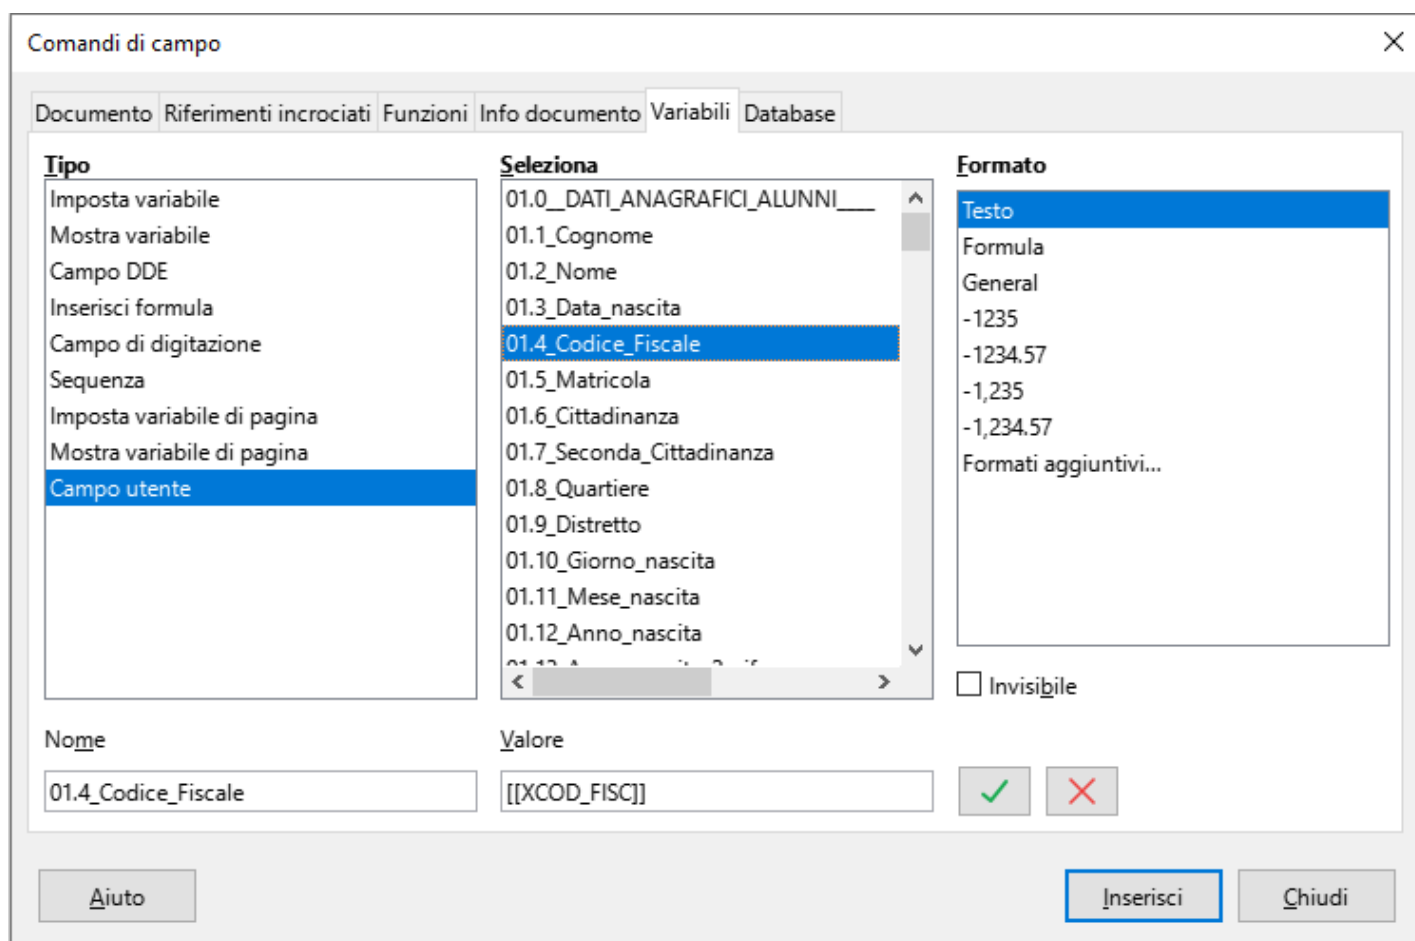 Comandi di campo
Documento Riferimenti incrociati Funzioni Info documento Variabili Database
Tipo
Imposta variabile
Mostra variabile
Campo DDE
Inserisci formula
Campo di digitazione
Sequenza
Imposta variabile di pagina
Mostra variabile di pagina
Campo utente
Seleziona
01.0__DATI_ANAGRAFICI_ALUNNI____
01.1_Cognome
01.2_Nome
01.3_Data_nascita
01.4_Codice_Fiscale
01.5_Matricola
01.6_Cittadinanza
01.7_Seconda_Cittadinanza
01.8_Quartiere
01.9_Distretto
01.10_Giorno_nascita
01.11_Mese_nascita
01.12_Anno_nascita
Formato
Testo
Formula
General
-1235
-1234.57
-1,235
-1,234.57
Formati aggiuntivi...
Invisibile
Nome
01.4_Codice_Fiscale
Valore
[[XCOD_FISC]]
Aiuto
Inserisci
Chiudi